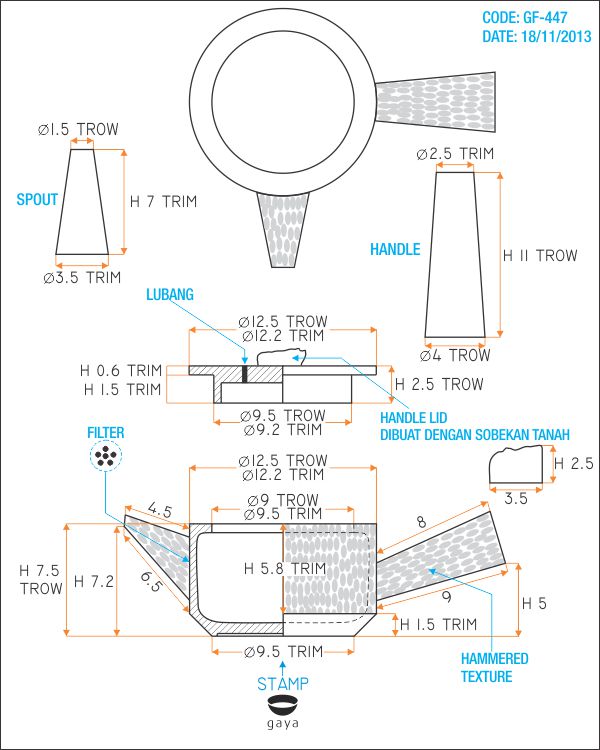 CODE: GF-447
DATE: 18/11/2013
Ø1.5 TROW
SPOUT
H 7 TRIM
Ø3.5 TRIM
Ø2.5 TRIM
HANDLE
H 11 TROW
Ø4 TROW
LUBANG
Ø12.5 TROW
Ø12.2 TRIM
H 0.6 TRIM
H 1.5 TRIM
H 2.5 TROW
Ø9.5 TROW
Ø9.2 TRIM
HANDLE LID
DIBUAT DENGAN SOBEKAN TANAH
FILTER
Ø12.5 TROW
Ø12.2 TRIM
H 2.5
3.5
Ø9 TROW
Ø9.5 TRIM
4.5
8
H 7.5
TROW
H 7.2
6.5
H 5.8 TRIM
9
H 5
H 1.5 TRIM
Ø9.5 TRIM
HAMMERED
TEXTURE
STAMP
gaya